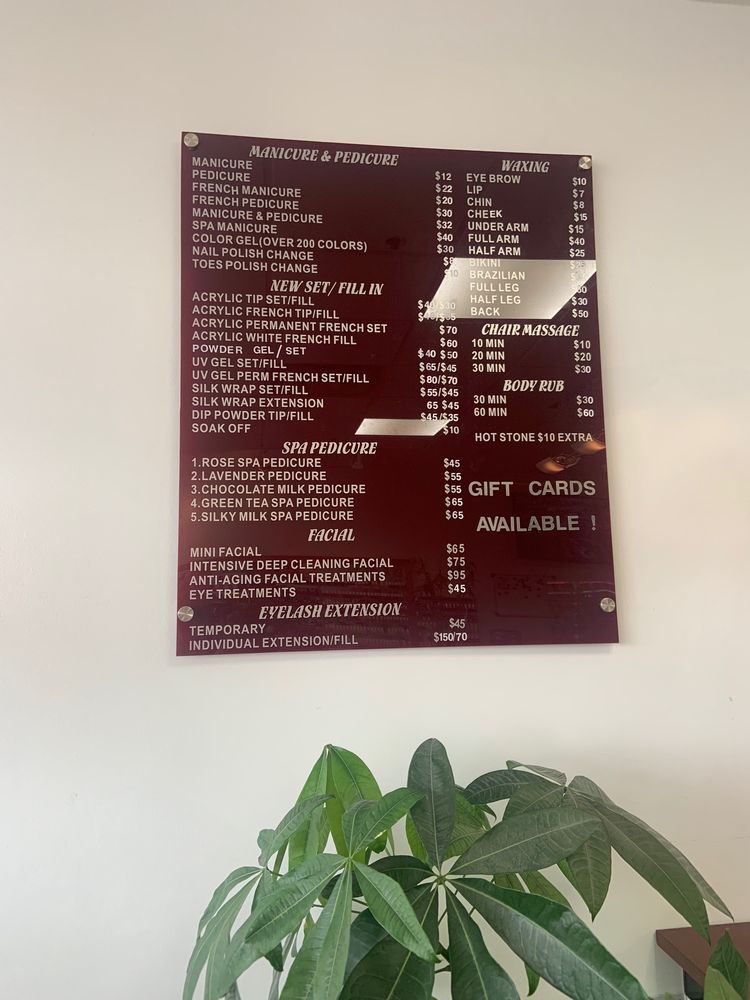 MANICURE & PEDICURE
MANICURE $12
PEDICURE $22
FRENCH MANICURE $20
FRENCH PEDICURE $30
MANICURE & PEDICURE $32
SPA MANICURE $40
COLOR GEL(OVER 200 COLORS) $30
NAIL POLISH CHANGE $8
TOES POLISH CHANGE $10
NEW SET/ FILL IN
ACRYLIC TIP SET/FILL
ACRYLIC FRENCH TIP/FILL
ACRYLIC PERMANENT FRENCH SET $70
ACRYLIC WHITE FRENCH FILL $60
POWDER GEL/ SET $40 $50
UV GEL SET/FILL $65/$45
UV GEL PERM FRENCH SET/FILL $80/$70
SILK WRAP SET/FILL $55/$45
SILK WRAP EXTENSION 65 $45
DIP POWDER TIP/FILL $45/$35
SOAK OFF $10
SPA PEDICURE
1.ROSE SPA PEDICURE $45
2.LAVENDER PEDICURE $55
3.CHOCOLATE MILK PEDICURE $55
4.GREEN TEA SPA PEDICURE $65
5.SILKY MILK SPA PEDICURE $65
FACIAL
MINI FACIAL $65
INTENSIVE DEEP CLEANING FACIAL $75
ANTI-AGING FACIAL TREATMENTS $95
EYE TREATMENTS $45
EYELASH EXTENSION
TEMPORARY $45
INDIVIDUAL EXTENSION/FILL $150/70
WAXING
EYE BROW $10
LIP $7
CHIN $8
CHEEK $15
UNDER ARM $15
FULL ARM $40
HALF ARM $25
BIKINI
BRAZILIAN
FULL LEG
HALF LEG $30
BACK $50
CHAIR MASSAGE
10 MIN $10
20 MIN $20
30 MIN $30
BODY RUB
30 MIN $30
60 MIN $60
HOT STONE $10 EXTRA
GIFT CARDS
AVAILABLE !